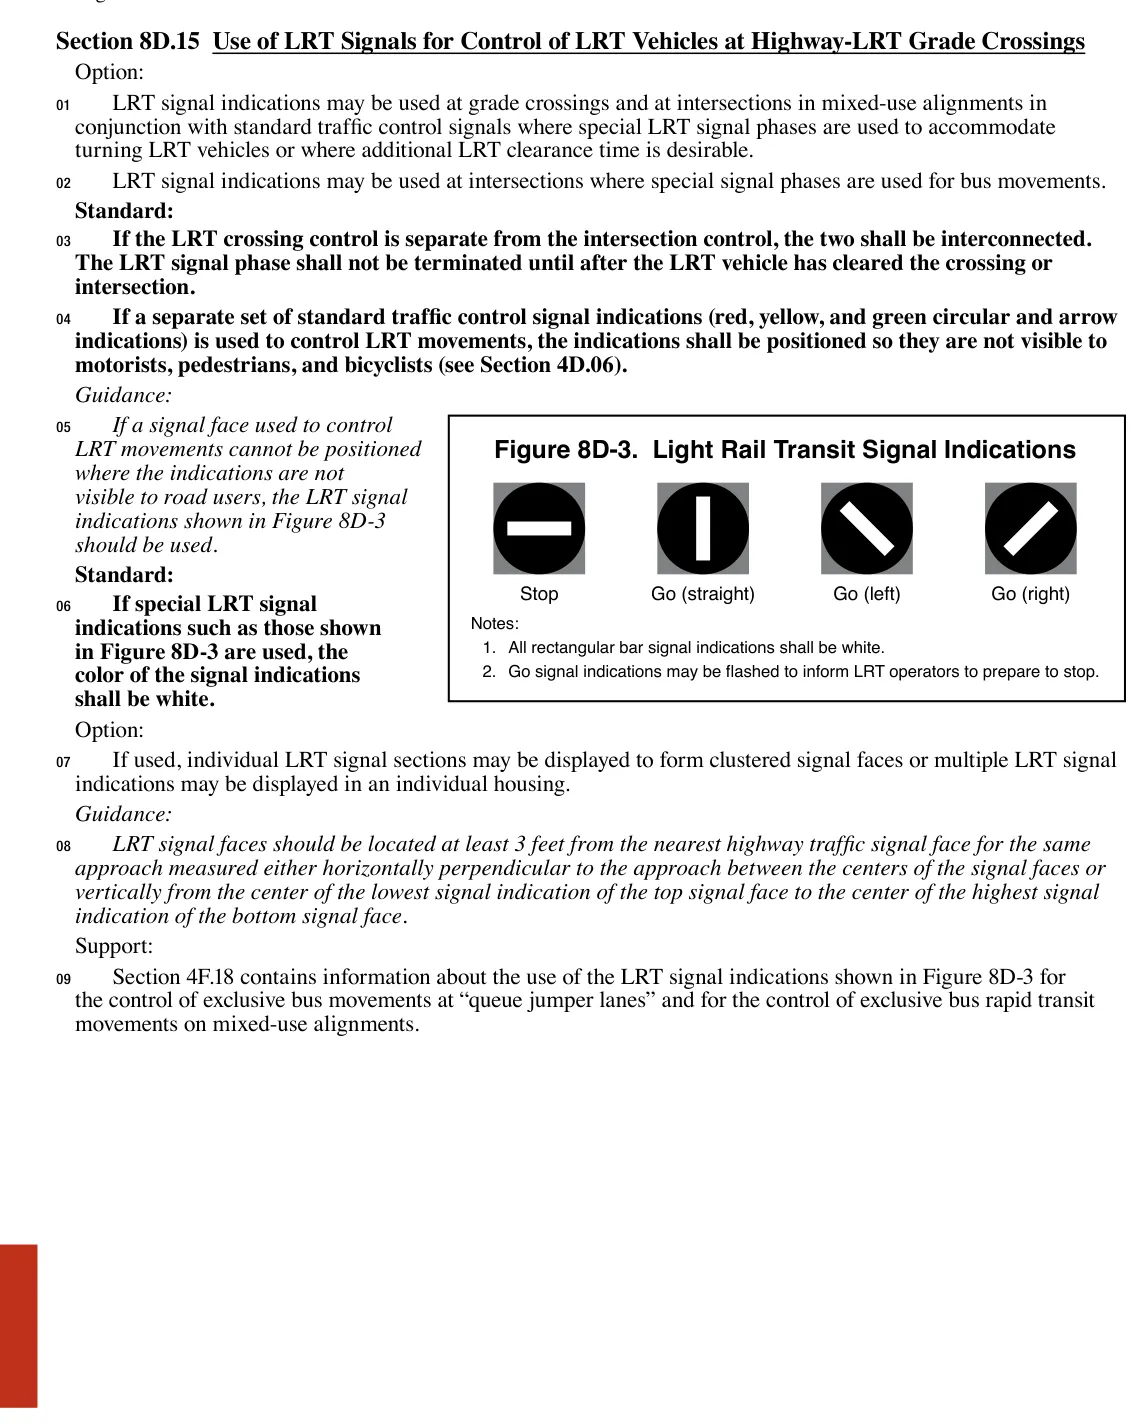 Section 8D.15 Use of LRT Signals for Control of LRT Vehicles at Highway-LRT Grade Crossings
Option:
01 LRT signal indications may be used at grade crossings and at intersections in mixed-use alignments in
conjunction with standard traffic control signals where special LRT signal phases are used to accommodate
turning LRT vehicles or where additional LRT clearance time is desirable.
02 LRT signal indications may be used at intersections where special signal phases are used for bus movements.
Standard:
03 If the LRT crossing control is separate from the intersection control, the two shall be interconnected.
The LRT signal phase shall not be terminated until after the LRT vehicle has cleared the crossing or
intersection.
04 If a separate set of standard traffic control signal indications (red, yellow, and green circular and arrow
indications) is used to control LRT movements, the indications shall be positioned so they are not visible to
motorists, pedestrians, and bicyclists (see Section 4D.06).
Guidance:
05 If a signal face used to control
LRT movements cannot be positioned
where the indications are not
visible to road users, the LRT signal
indications shown in Figure 8D-3
should be used.
Standard:
06 If special LRT signal
indications such as those shown
in Figure 8D-3 are used, the
color of the signal indications
shall be white.
Figure 8D-3. Light Rail Transit Signal Indications
Stop Go (straight) Go (left) Go (right)
Notes:
1. All rectangular bar signal indications shall be white.
2. Go signal indications may be flashed to inform LRT operators to prepare to stop.
Option:
07 If used, individual LRT signal sections may be displayed to form clustered signal faces or multiple LRT signal
indications may be displayed in an individual housing.
Guidance:
08 LRT signal faces should be located at least 3 feet from the nearest highway traffic signal face for the same
approach measured either horizontally perpendicular to the approach between the centers of the signal faces or
vertically from the center of the lowest signal indication of the top signal face to the center of the highest signal
indication of the bottom signal face.
Support:
09 Section 4F.18 contains information about the use of the LRT signal indications shown in Figure 8D-3 for
the control of exclusive bus movements at “queue jumper lanes” and for the control of exclusive bus rapid transit
movements on mixed-use alignments.